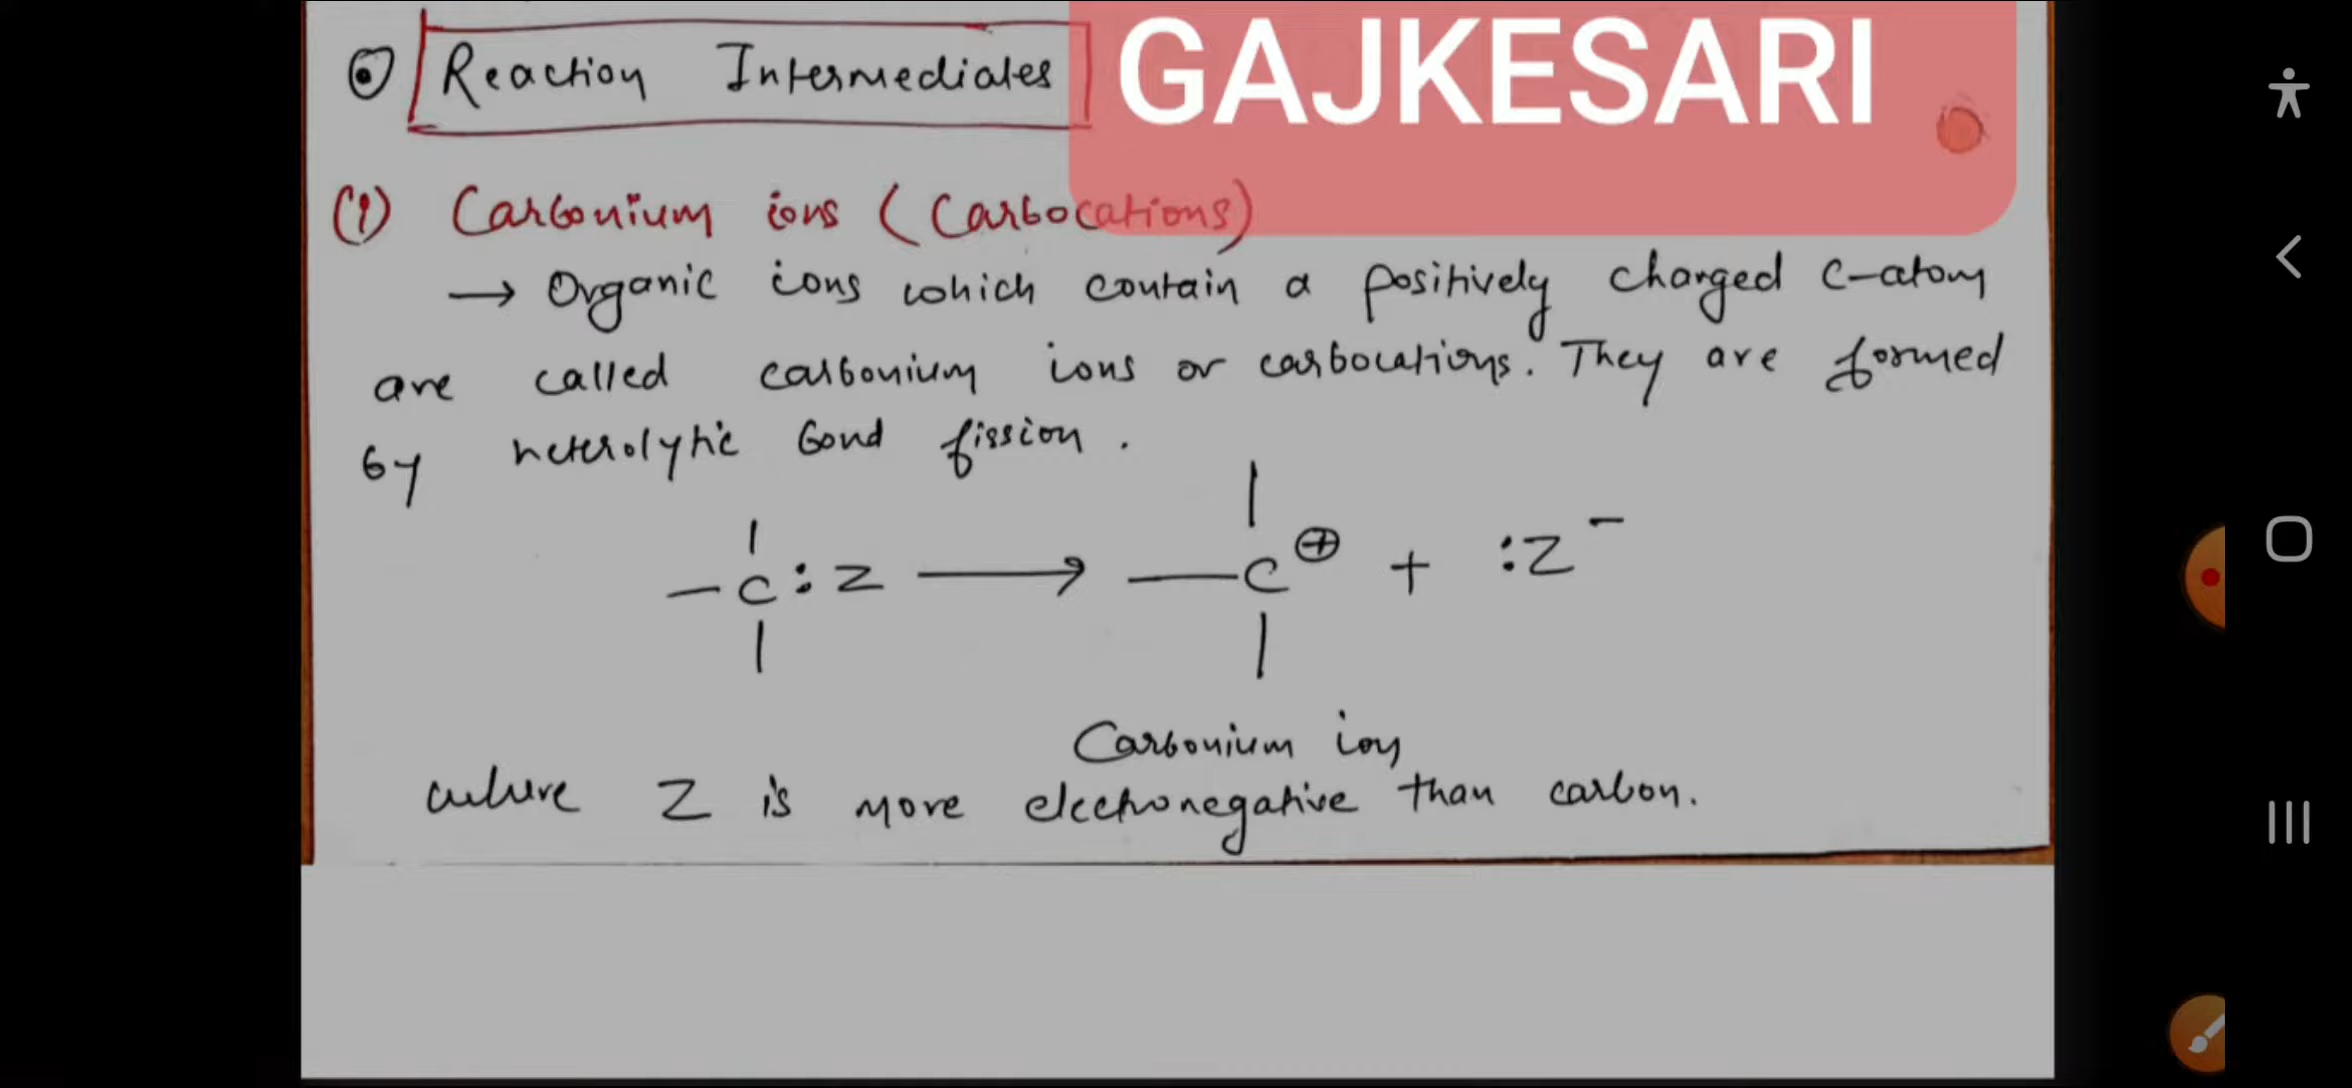 Reaction Intermediates
GAJKESARI
(1) Carbonium ions (Carbocations)
→ Organic ions which contain a positively charged C-atom
are called carbonium ions or carbocations. They are formed
by heterolytic bond fission.
|
|
-C:Z ⟶ —C⊕ + :Z⁻
|
|
Carbonium ion
where Z is more electronegative than carbon.